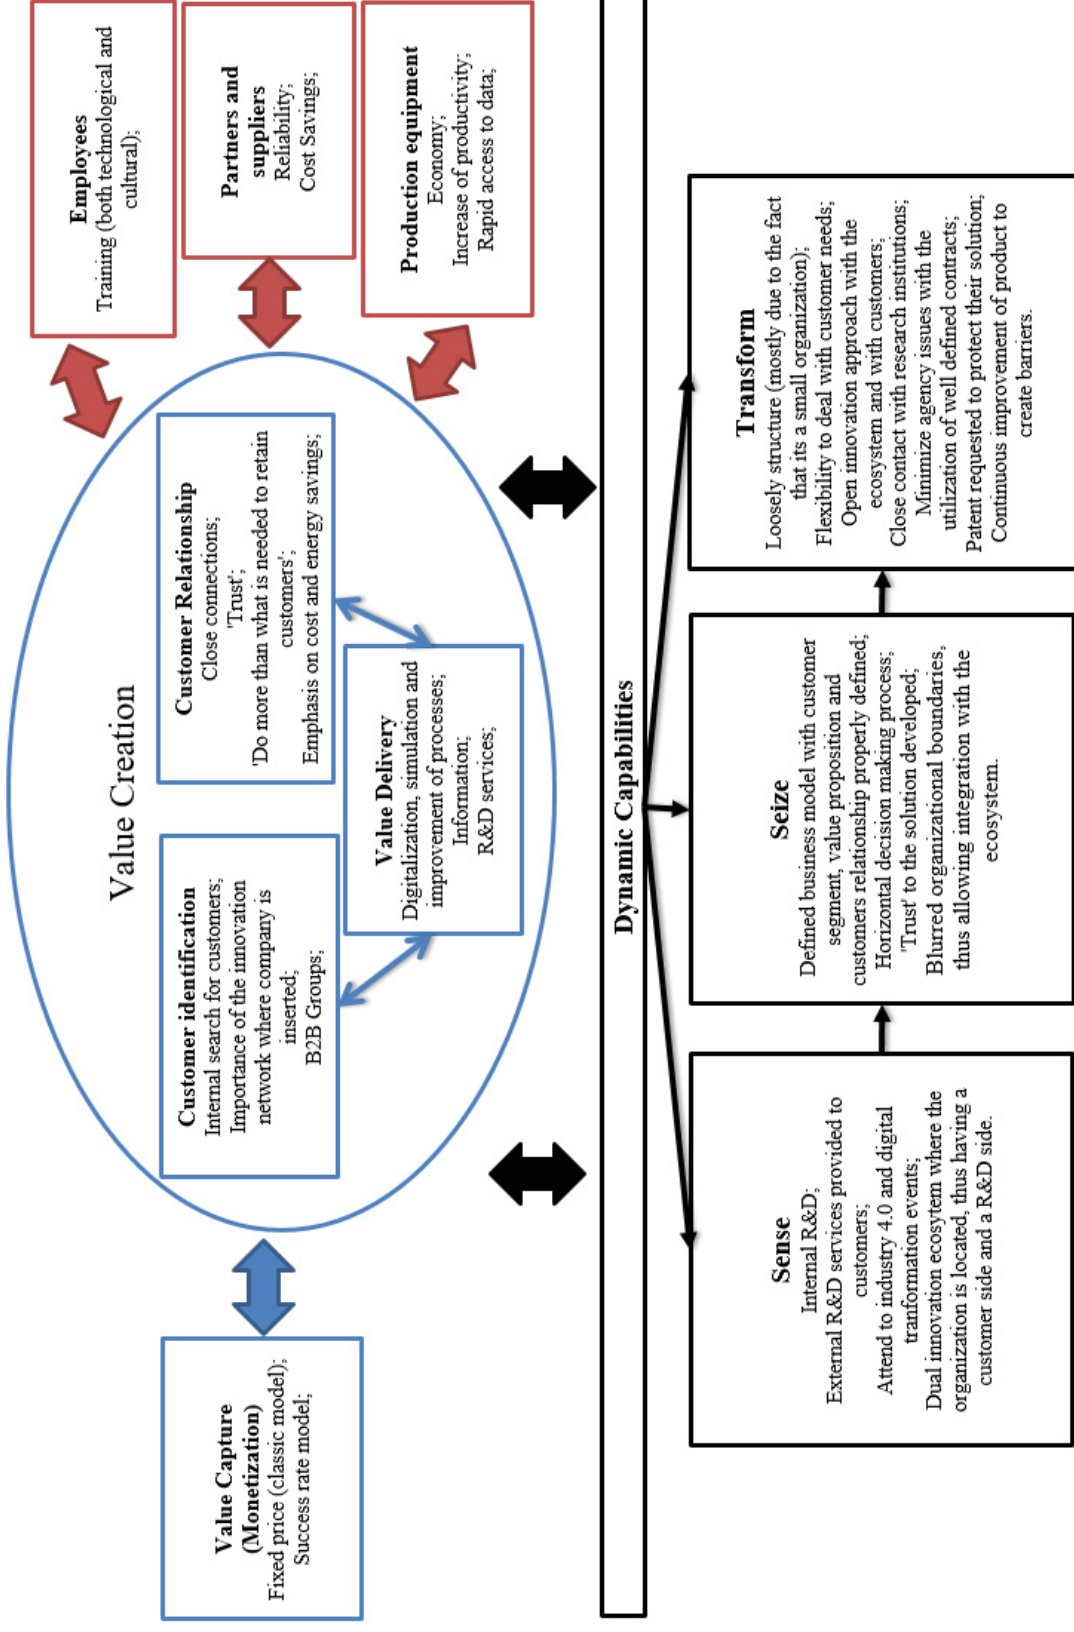 Value Creation
Value Capture
(Monetization)
Fixed price (classic model);
Success rate model;
Customer identification
Internal search for customers;
Importance of the innovation
network where company is
inserted;
B2B Groups;
Customer Relationship
Close connections;
'Trust';
'Do more than what is needed to retain
customers';
Emphasis on cost and energy savings;
Value Delivery
Digitalization, simulation and
improvement of processes;
Information;
R&D services;
Employees
Training (both technological and
cultural);
Partners and
suppliers
Reliability;
Cost Savings;
Production equipment
Economy;
Increase of productivity;
Rapid access to data;
Dynamic Capabilities
Sense
Internal R&D;
External R&D services provided to
customers;
Attend to industry 4.0 and digital
tranformation events;
Dual innovation ecosytem where the
organization is located, thus having a
customer side and a R&D side.
Seize
Defined business model with customer
segment, value proposition and
customers relationship properly defined;
Horizontal decision making process;
'Trust' to the solution developed;
Blurred organizational boundaries,
thus allowing integration with the
ecosystem.
Transform
Loosely structure (mostly due to the fact
that its a small organization);
Flexibility to deal with customer needs;
Open innovation approach with the
ecosystem and with customers;
Close contact with research institutions;
Minimize agency issues with the
utilization of well defined contracts;
Patent requested to protect their solution;
Continuous improvement of product to
create barriers.